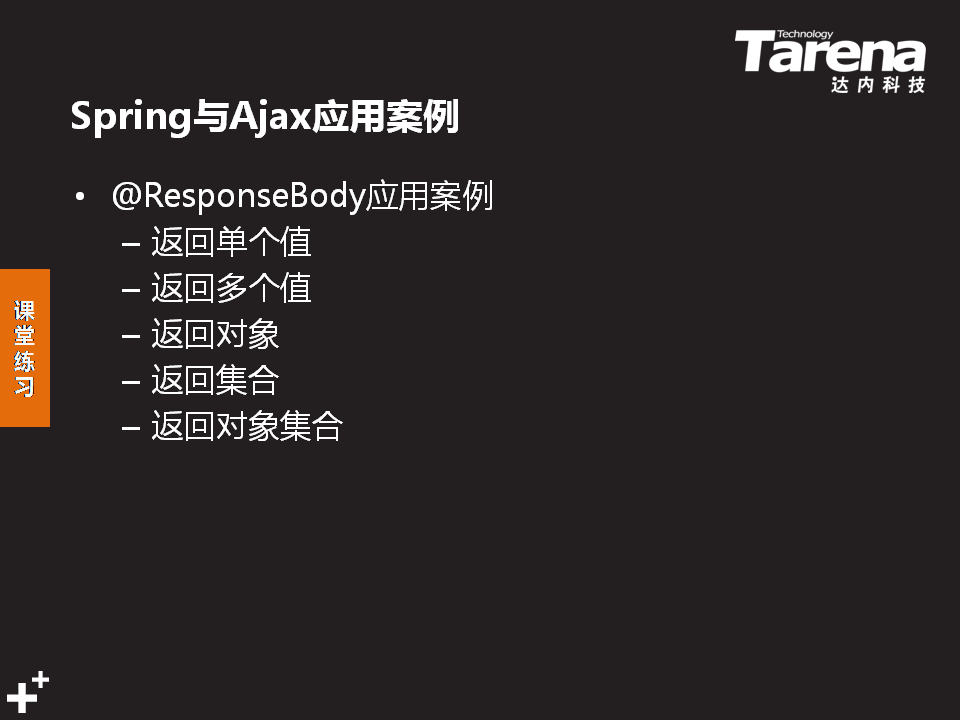 Technology
Tarena
达内科技
Spring与Ajax应用案例
• @ResponseBody应用案例
– 返回单个值
– 返回多个值
– 返回对象
– 返回集合
– 返回对象集合
课堂练习